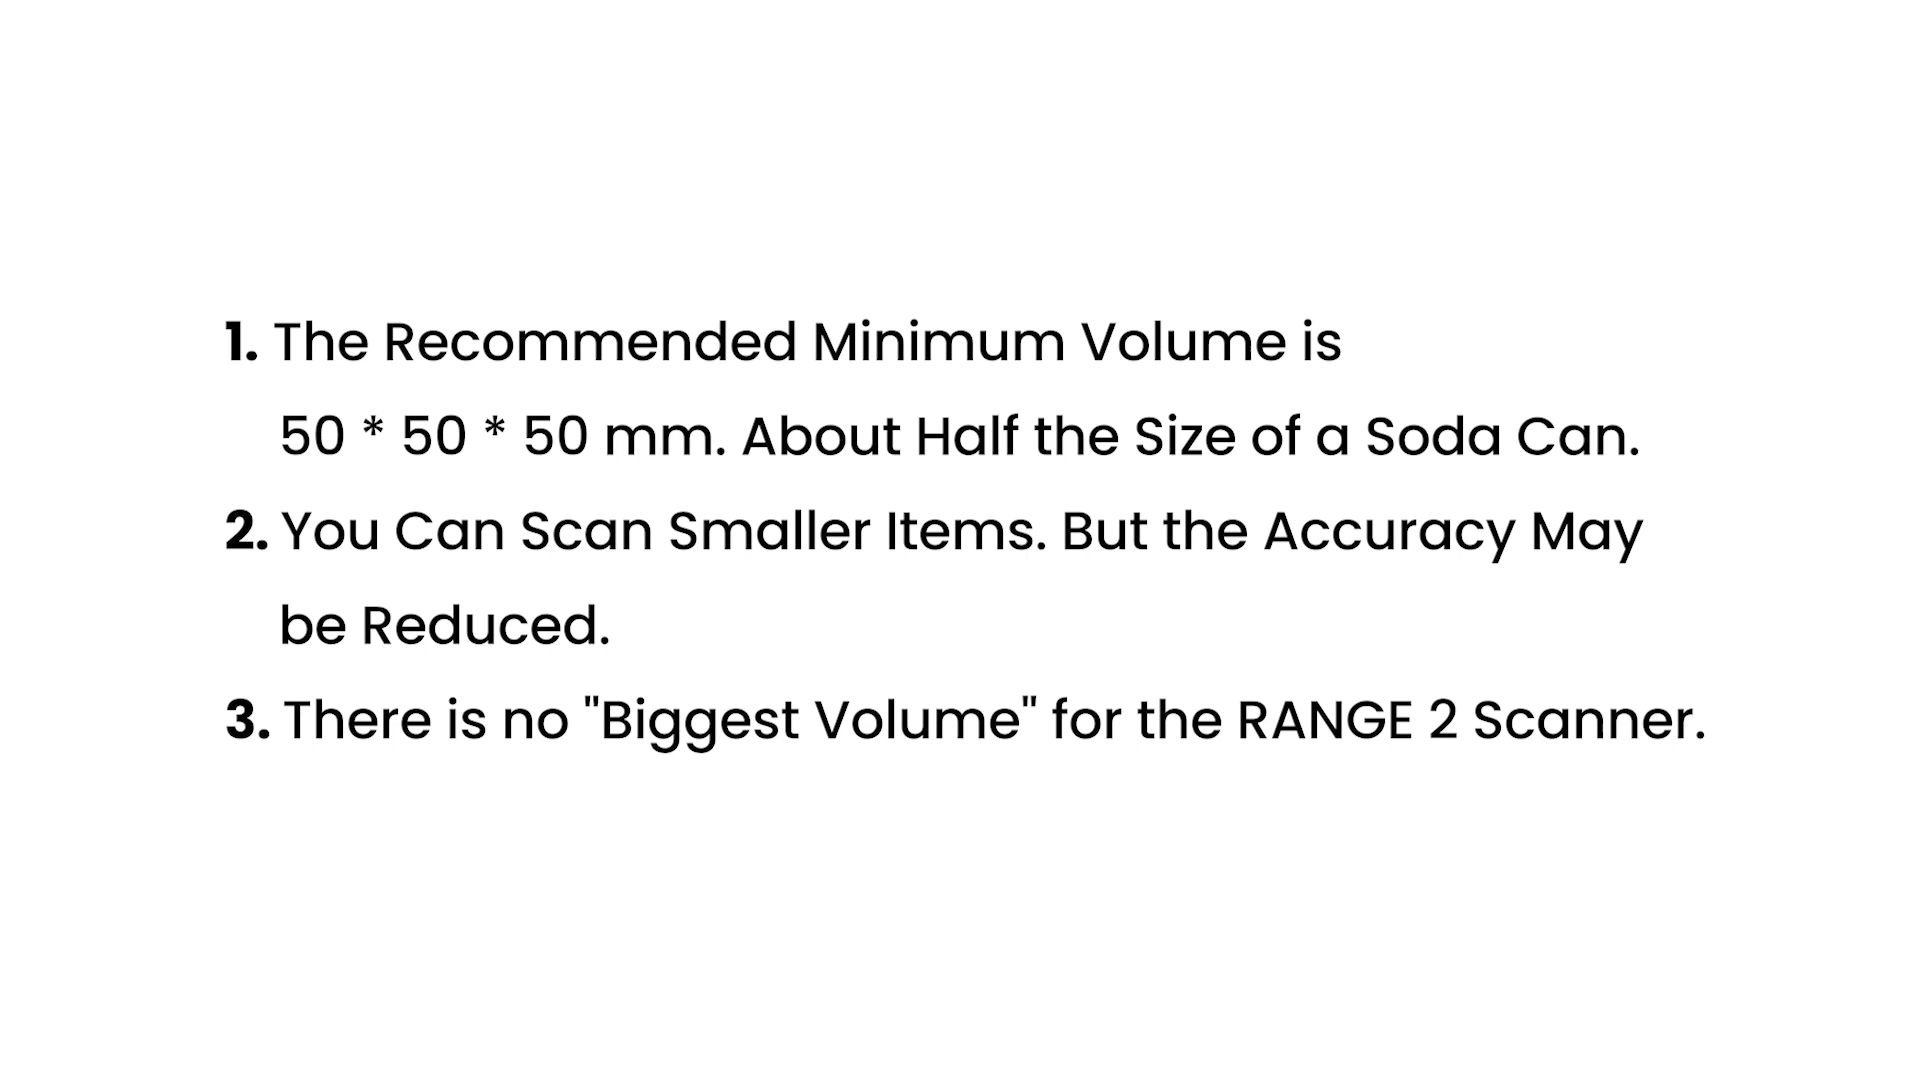 1. The Recommended Minimum Volume is
50 * 50 * 50 mm. About Half the Size of a Soda Can.
2. You Can Scan Smaller Items. But the Accuracy May
be Reduced.
3. There is no "Biggest Volume" for the RANGE 2 Scanner.